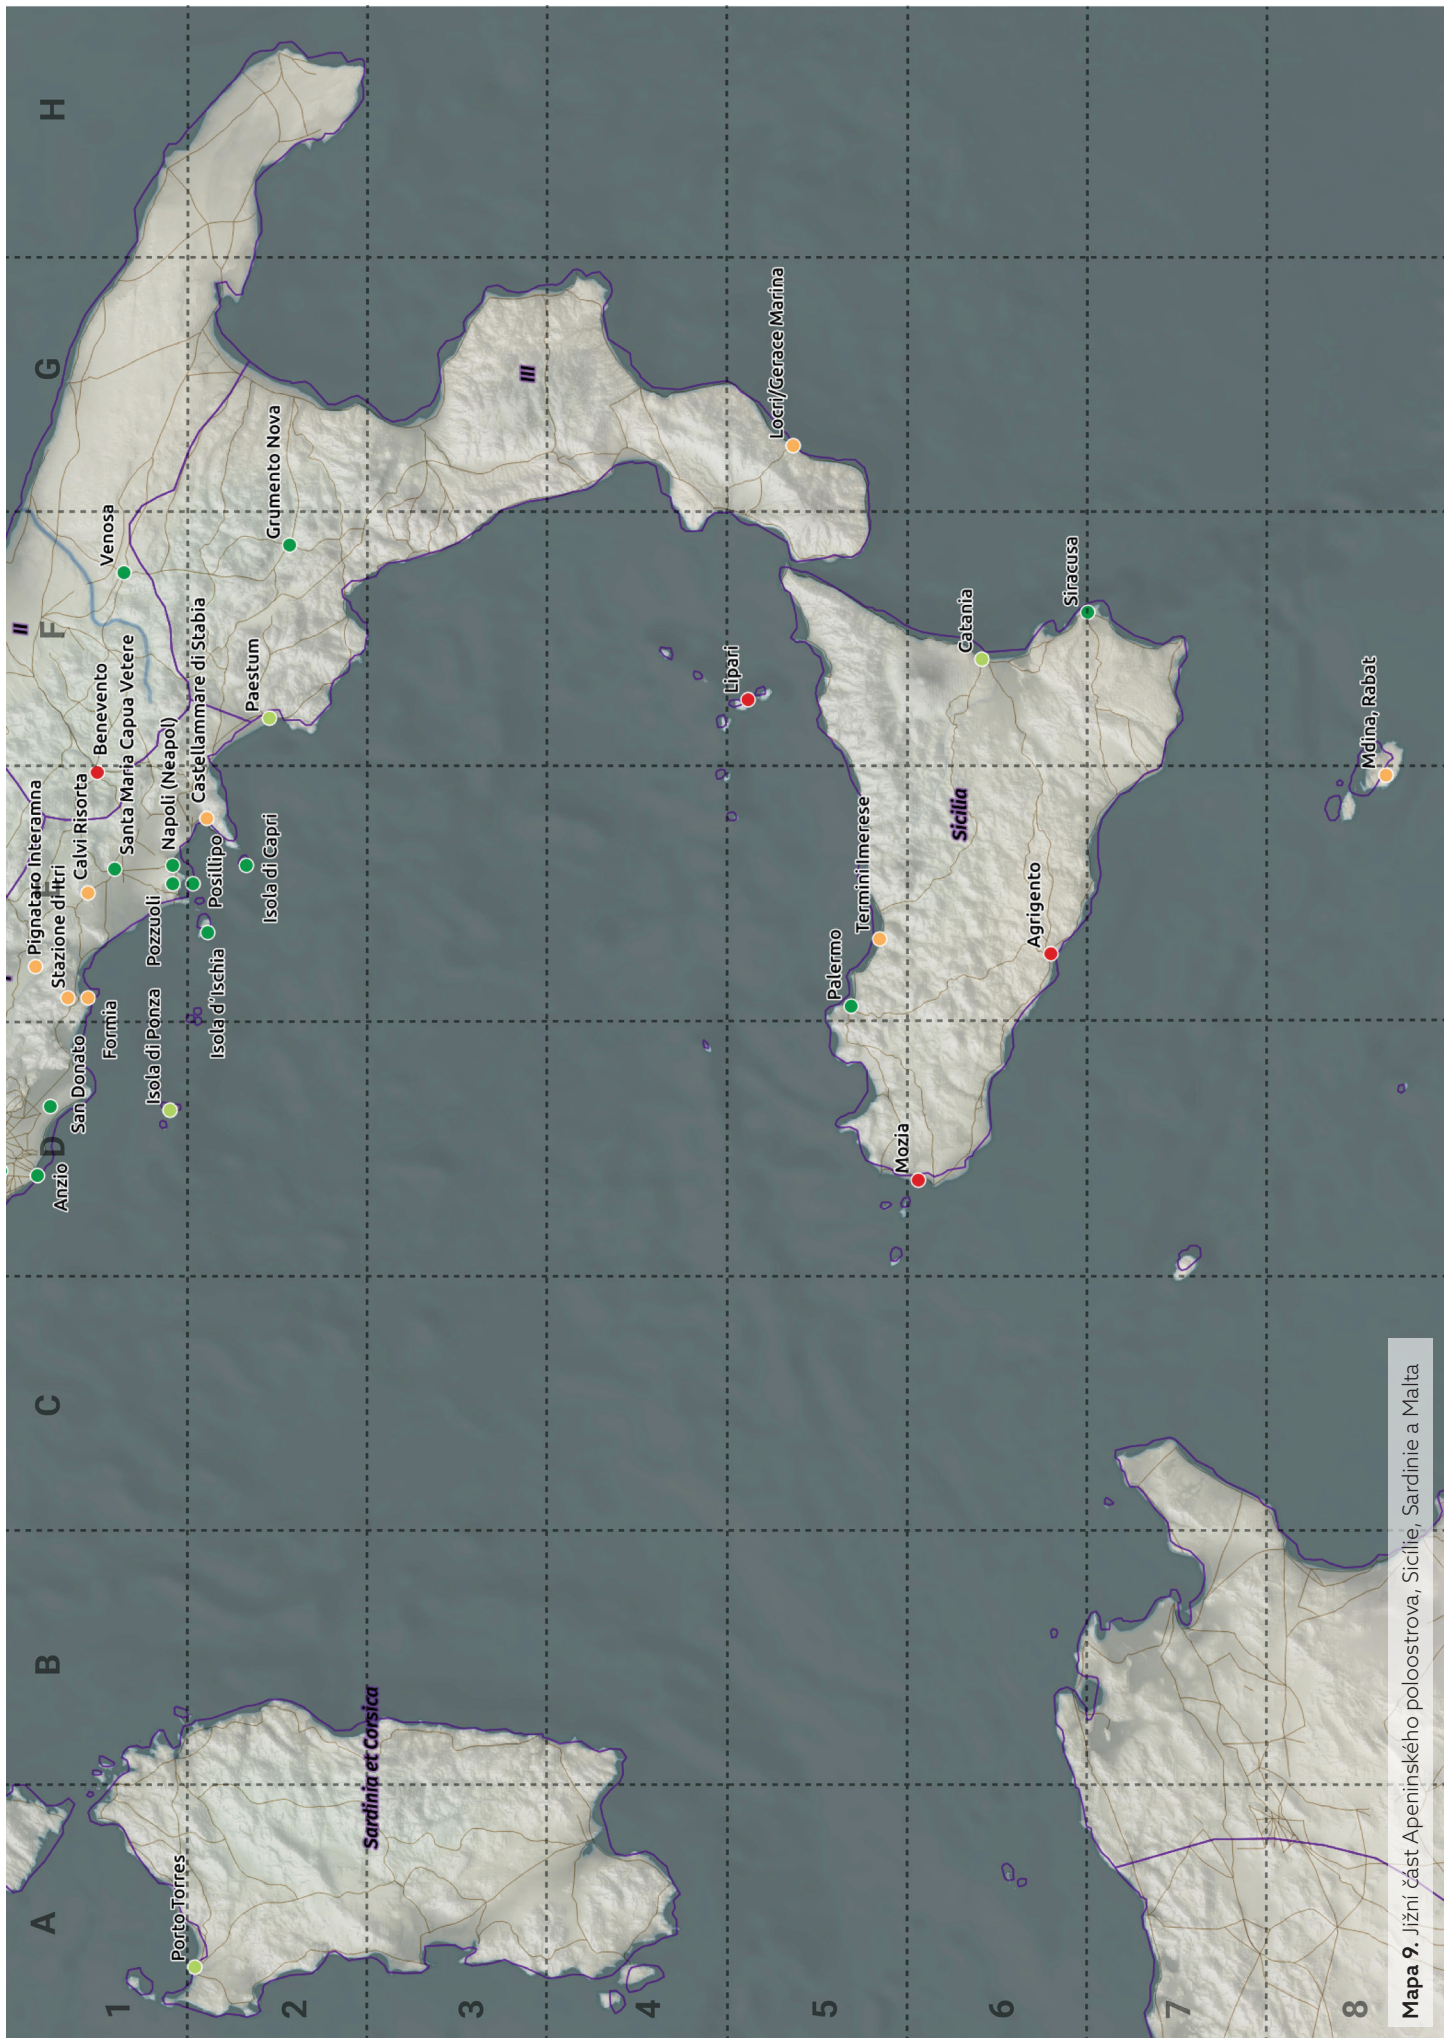 A
B
C
D
E
F
G
H
1
2
3
4
5
6
7
8
II
III
Sicilia
Sardinia et Corsica
Pignataro Interamna
Stazione di Itri
Calvi Risorta
Benevento
Santa Maria Capua Vetere
Venosa
Formia
San Donato
Anzio
Isola di Ponza
Pozzuoli
Napoli (Neapol)
Castellammare di Stabia
Posillipo
Isola d´Ischia
Isola di Capri
Paestum
Grumento Nova
Locri/Gerace Marina
Lipari
Porto Torres
Palermo
Termini Imerese
Mozia
Agrigento
Catania
Siracusa
Mdina, Rabat
Mapa 9. Jižní část Apeninského poloostrova, Sicílie, Sardinie a Malta